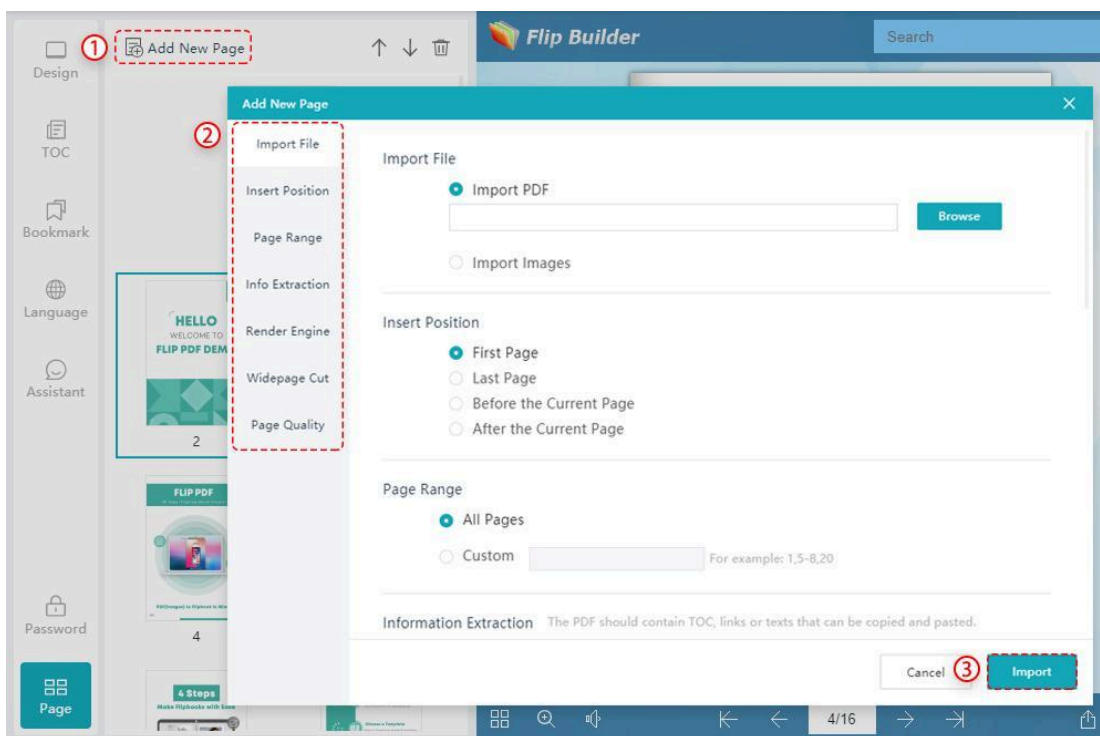 Design
TOC
Bookmark
Language
Assistant
Password
Page
① Add New Page
HELLO
WELCOME TO
FLIP PDF DEM
2
FLIP PDF
4
4 Steps
Make Flipbooks with Ease
Flip Builder
Search
Add New Page
②
Import File
Insert Position
Page Range
Info Extraction
Render Engine
Widepage Cut
Page Quality
Import File
Import PDF
Browse
Import Images
Insert Position
First Page
Last Page
Before the Current Page
After the Current Page
Page Range
All Pages
Custom For example: 1,5-8,20
Information Extraction The PDF should contain TOC, links or texts that can be copied and pasted.
Cancel ③ Import
4/16